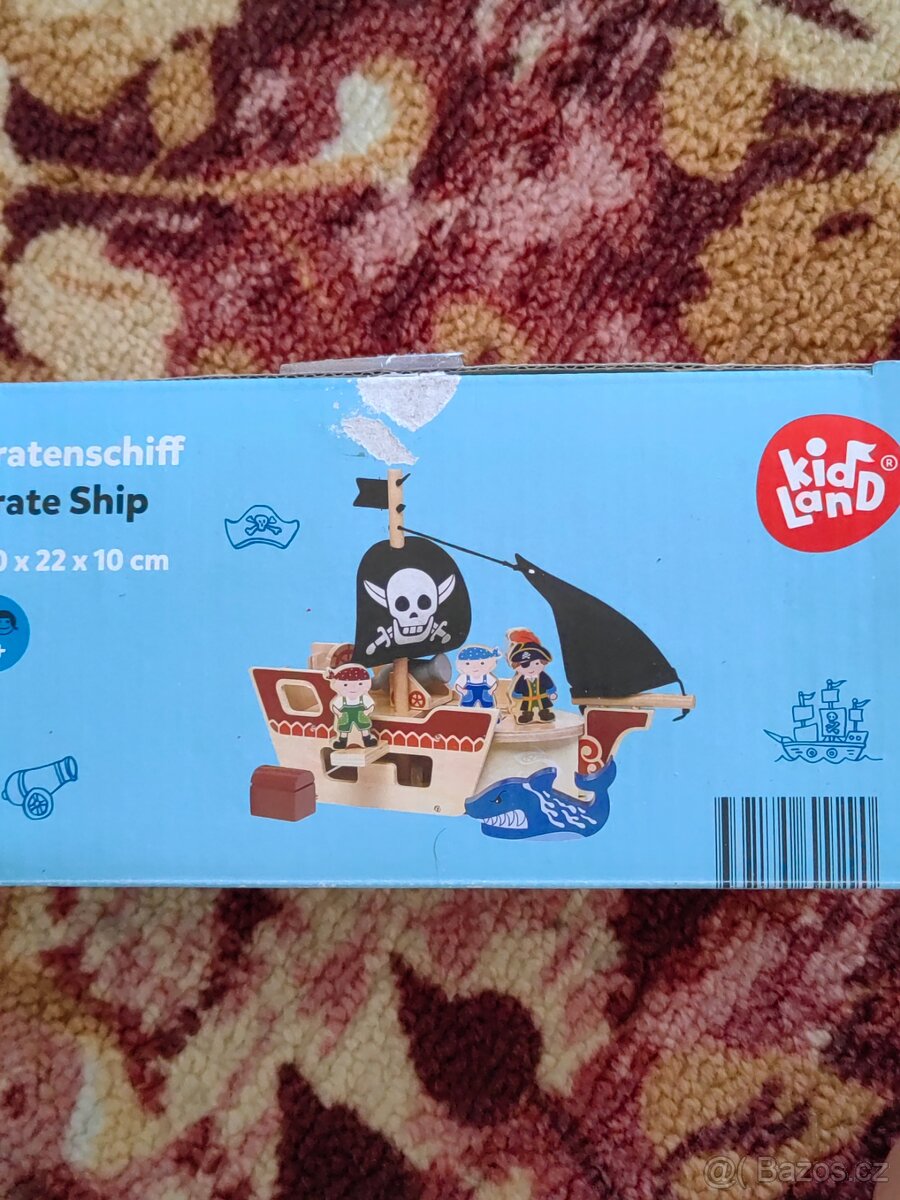 ratenschiff
rate Ship
0 x 22 x 10 cm
+
kid
LanD
®
@( Bazos.cz